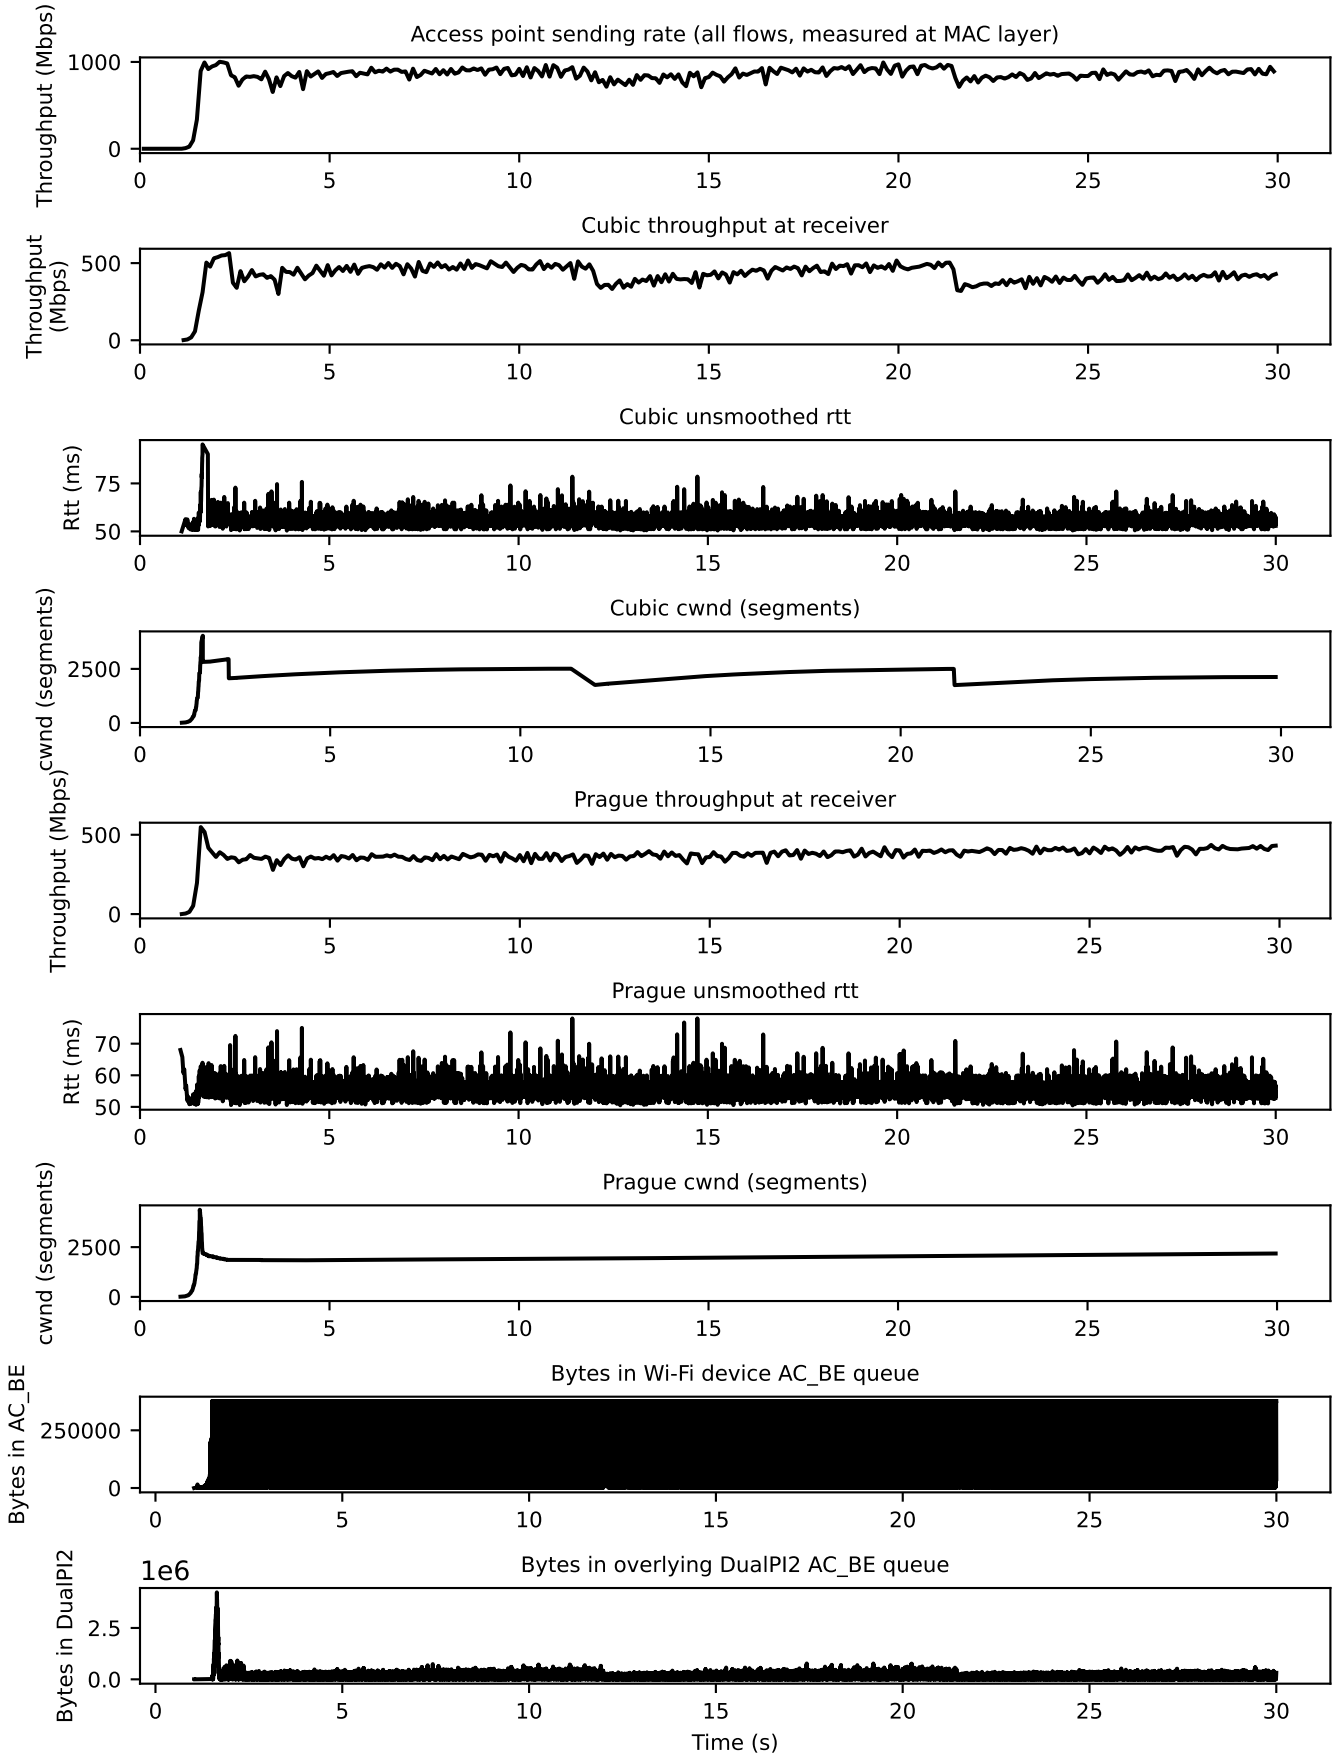 Access point sending rate (all flows, measured at MAC layer)
Throughput (Mbps)
1000
0
0 5 10 15 20 25 30
Cubic throughput at receiver
Throughput
(Mbps)
500
0
0 5 10 15 20 25 30
Cubic unsmoothed rtt
Rtt (ms)
75
50
0 5 10 15 20 25 30
Cubic cwnd (segments)
cwnd (segments)
2500
0
0 5 10 15 20 25 30
Prague throughput at receiver
Throughput (Mbps)
500
0
0 5 10 15 20 25 30
Prague unsmoothed rtt
Rtt (ms)
70
60
50
0 5 10 15 20 25 30
Prague cwnd (segments)
cwnd (segments)
2500
0
0 5 10 15 20 25 30
Bytes in Wi-Fi device AC_BE queue
Bytes in AC_BE
250000
0
0 5 10 15 20 25 30
Bytes in overlying DualPI2 AC_BE queue
1e6
Bytes in DualPI2
2.5
0.0
0 5 10 15 20 25 30
Time (s)